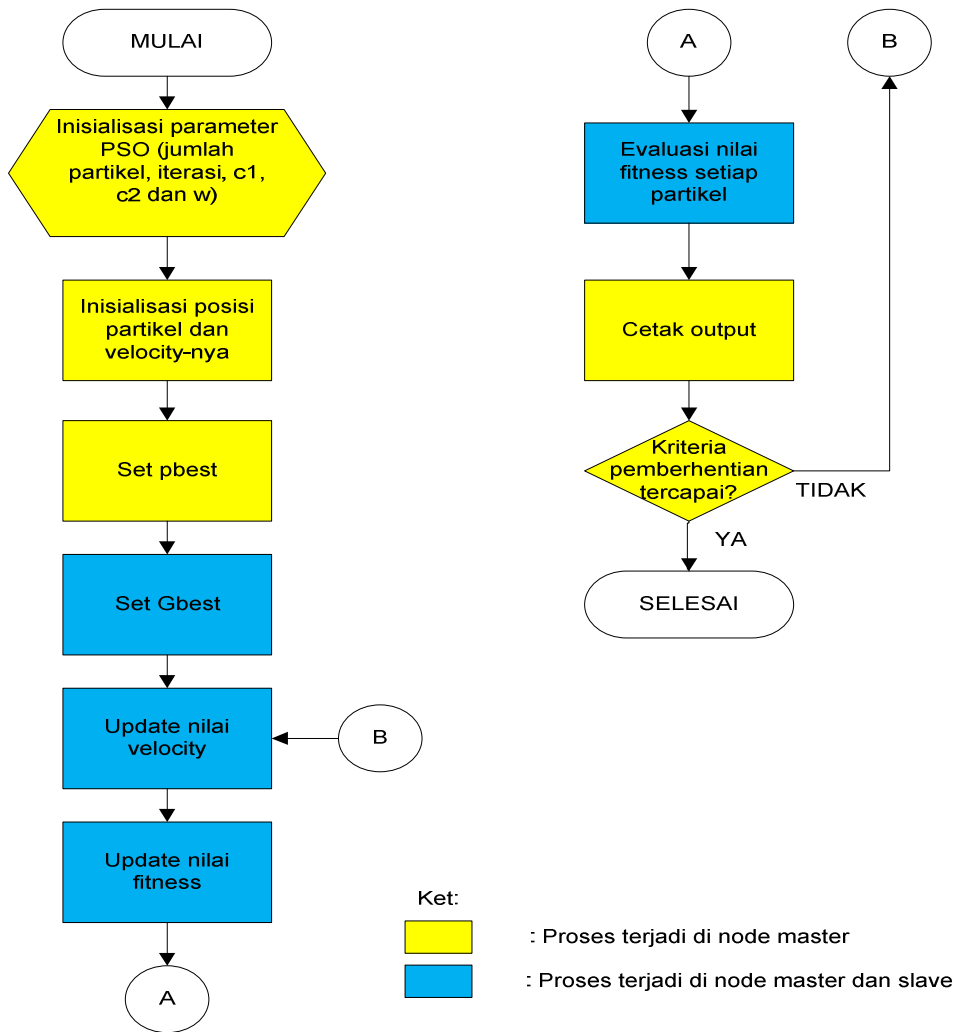 MULAI
Inisialisasi parameter
PSO (jumlah
partikel, iterasi, c1,
c2 dan w)
Inisialisasi posisi
partikel dan
velocity-nya
Set pbest
Set Gbest
Update nilai
velocity
B
Update nilai
fitness
A
A
B
Evaluasi nilai
fitness setiap
partikel
Cetak output
Kriteria
pemberhentian
tercapai?
TIDAK
YA
SELESAI
Ket:
: Proses terjadi di node master
: Proses terjadi di node master dan slave